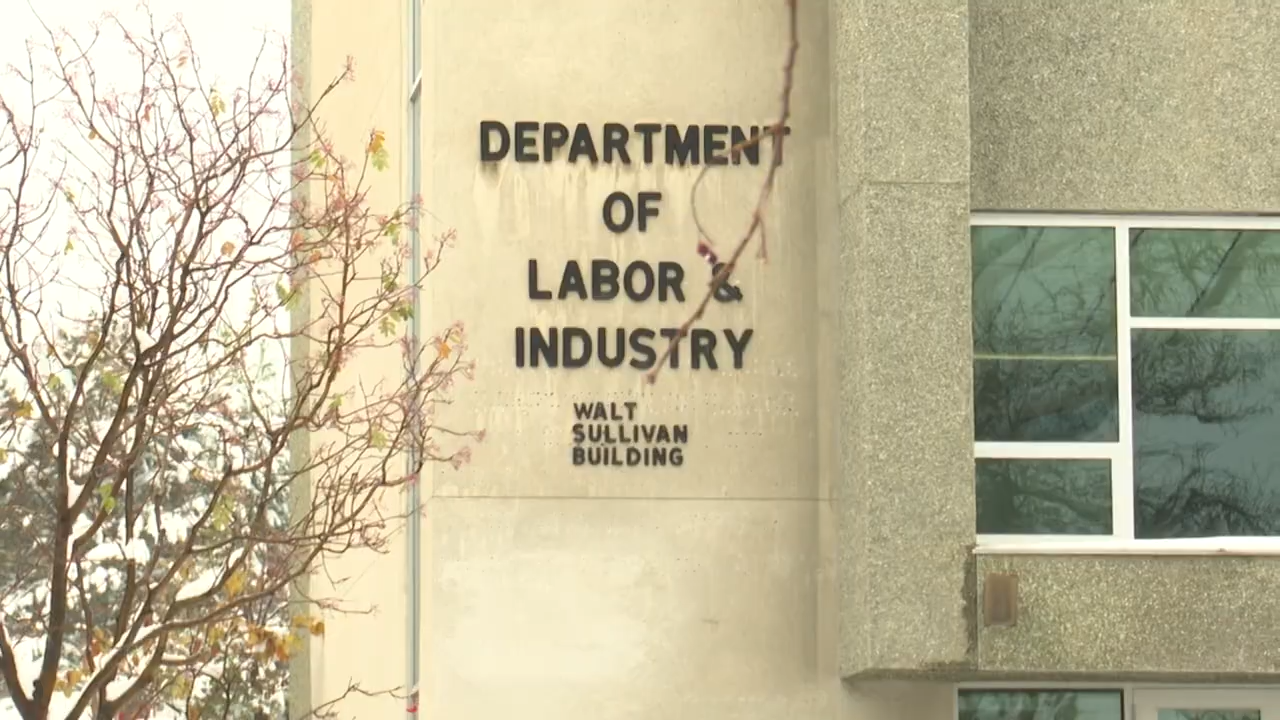 DEPARTMENT
OF
LABOR &
INDUSTRY
WALT
SULLIVAN
BUILDING